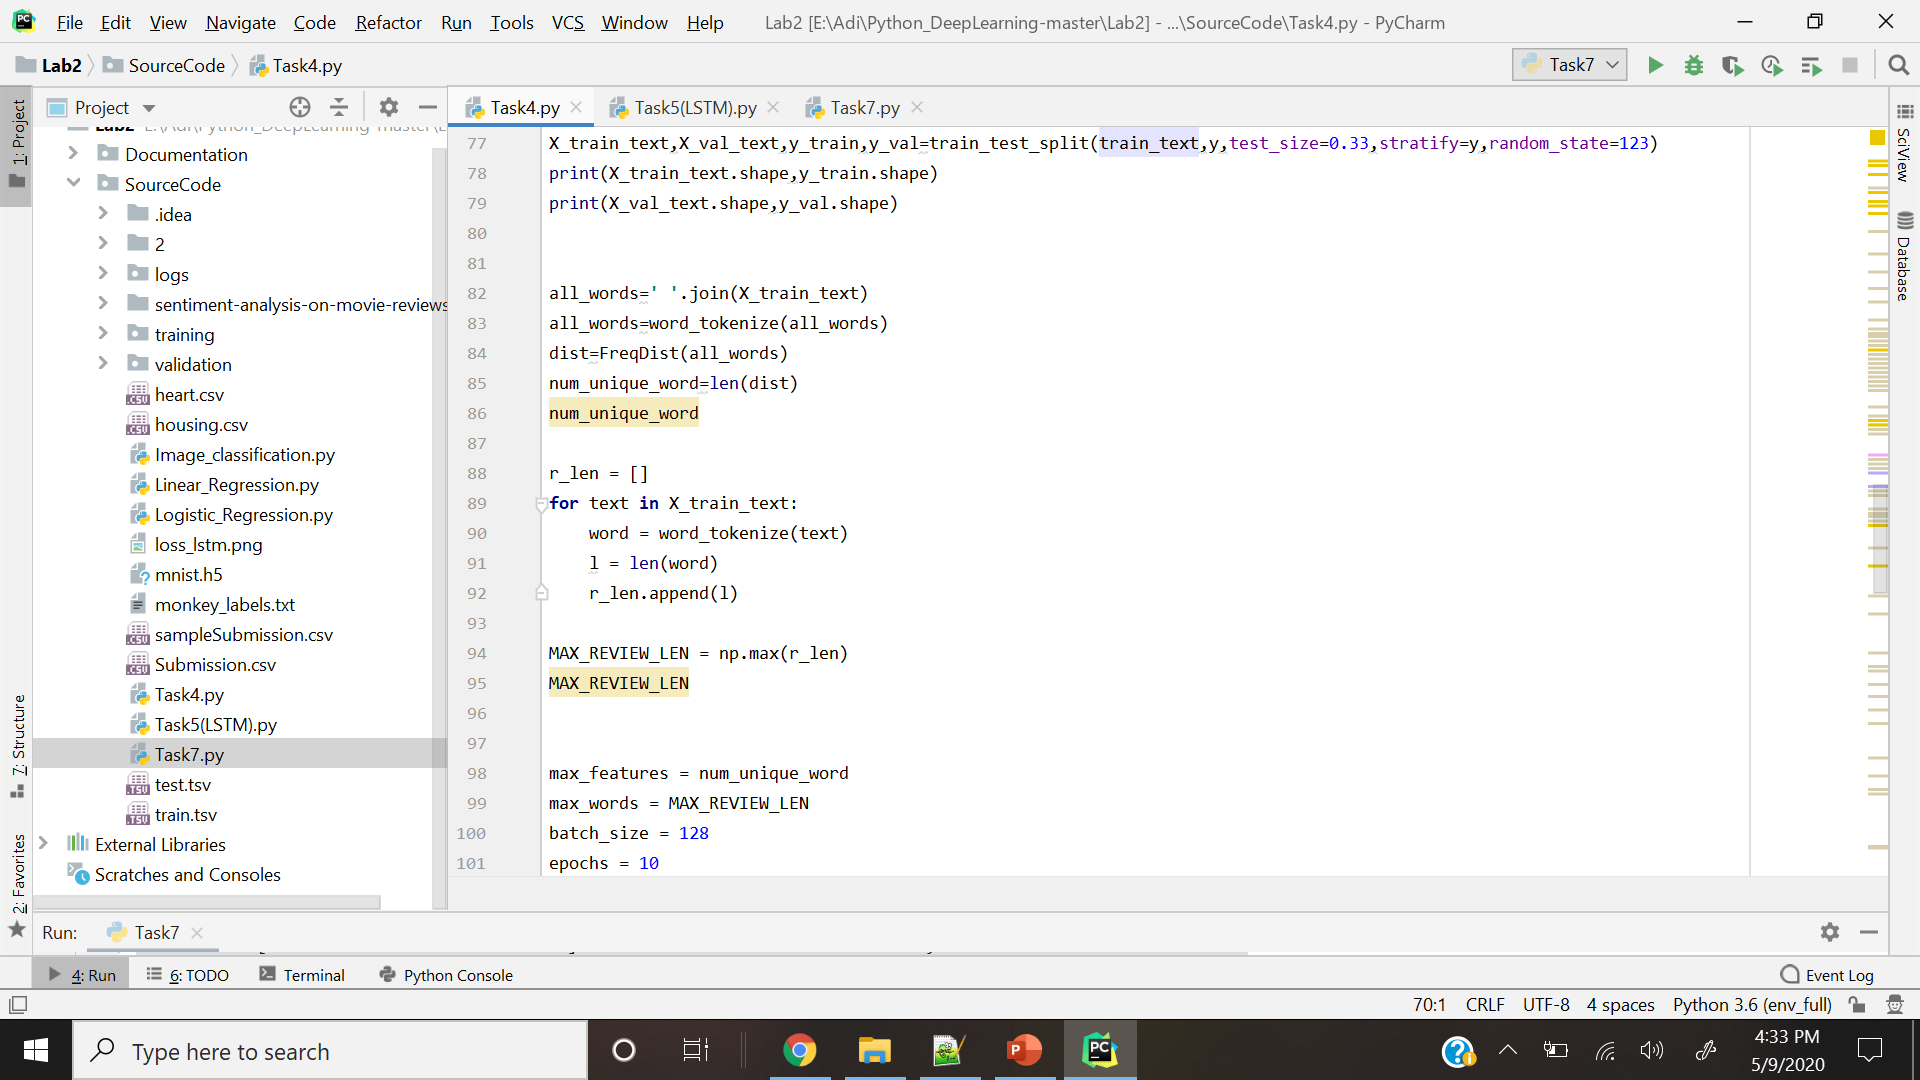 File Edit View Navigate Code Refactor Run Tools VCS Window Help Lab2 [E:\Adi\Python_DeepLearning-master\Lab2] - ...\SourceCode\Task4.py - PyCharm
Lab2 SourceCode Task4.py Task7
1: Project
Project
Task4.py Task5(LSTM).py Task7.py
Documentation
SourceCode
.idea
2
logs
sentiment-analysis-on-movie-reviews
training
validation
heart.csv
housing.csv
Image_classification.py
Linear_Regression.py
Logistic_Regression.py
loss_lstm.png
mnist.h5
monkey_labels.txt
sampleSubmission.csv
Submission.csv
Task4.py
Task5(LSTM).py
Task7.py
test.tsv
train.tsv
External Libraries
Scratches and Consoles
7: Structure
2: Favorites
77 X_train_text,X_val_text,y_train,y_val=train_test_split(train_text,y,test_size=0.33,stratify=y,random_state=123)
78 print(X_train_text.shape,y_train.shape)
79 print(X_val_text.shape,y_val.shape)
80
81
82 all_words=' '.join(X_train_text)
83 all_words=word_tokenize(all_words)
84 dist=FreqDist(all_words)
85 num_unique_word=len(dist)
86 num_unique_word
87
88 r_len = []
89 for text in X_train_text:
90 word = word_tokenize(text)
91 l = len(word)
92 r_len.append(l)
93
94 MAX_REVIEW_LEN = np.max(r_len)
95 MAX_REVIEW_LEN
96
97
98 max_features = num_unique_word
99 max_words = MAX_REVIEW_LEN
100 batch_size = 128
101 epochs = 10
SciView
Database
Run: Task7
4: Run 6: TODO Terminal Python Console Event Log
70:1 CRLF UTF-8 4 spaces Python 3.6 (env_full)
Type here to search
4:33 PM
5/9/2020